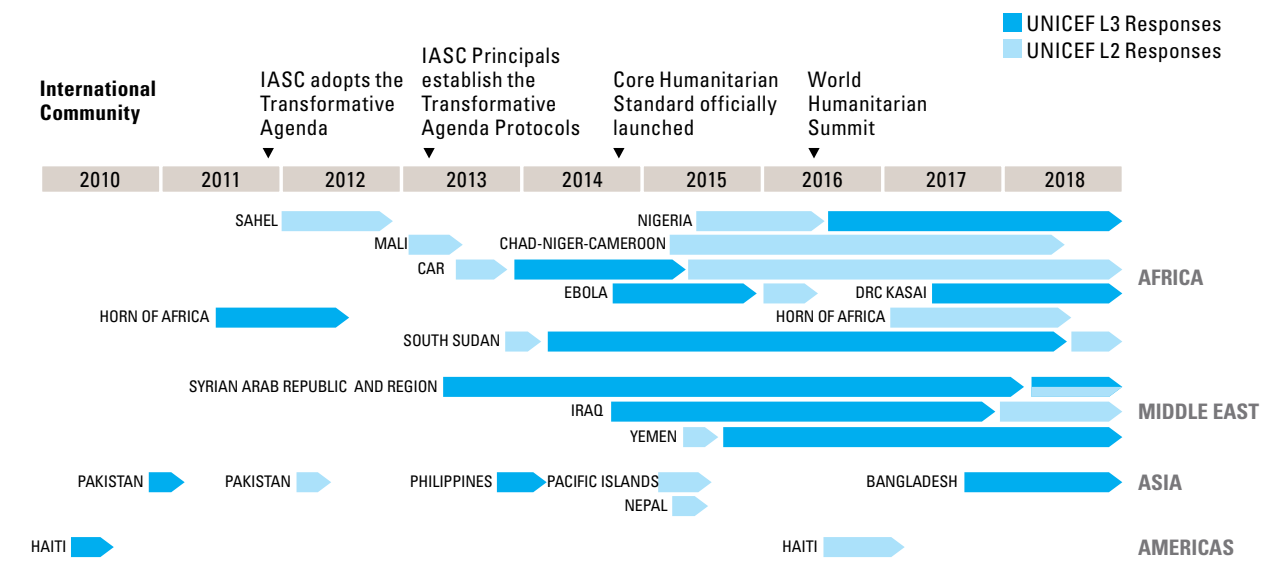 UNICEF L3 Responses
UNICEF L2 Responses
International
Community
IASC adopts the
Transformative
Agenda
IASC Principals
establish the
Transformative
Agenda Protocols
Core Humanitarian
Standard officially
launched
World
Humanitarian
Summit
2010 2011 2012 2013 2014 2015 2016 2017 2018
SAHEL NIGERIA
MALI CHAD-NIGER-CAMEROON
CAR
AFRICA
EBOLA DRC KASAI
HORN OF AFRICA HORN OF AFRICA
SOUTH SUDAN
SYRIAN ARAB REPUBLIC AND REGION
IRAQ MIDDLE EAST
YEMEN
PAKISTAN PAKISTAN PHILIPPINES PACIFIC ISLANDS BANGLADESH ASIA
NEPAL
HAITI HAITI AMERICAS